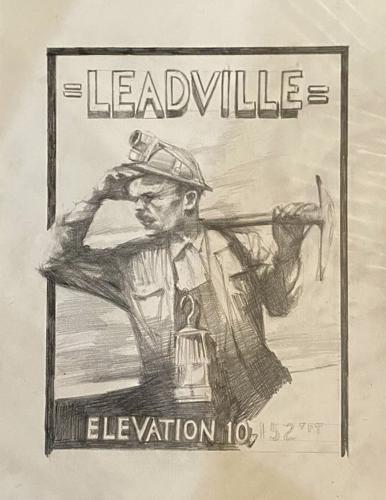 =LEADVILLE=
ELEVATION 10,152 FT